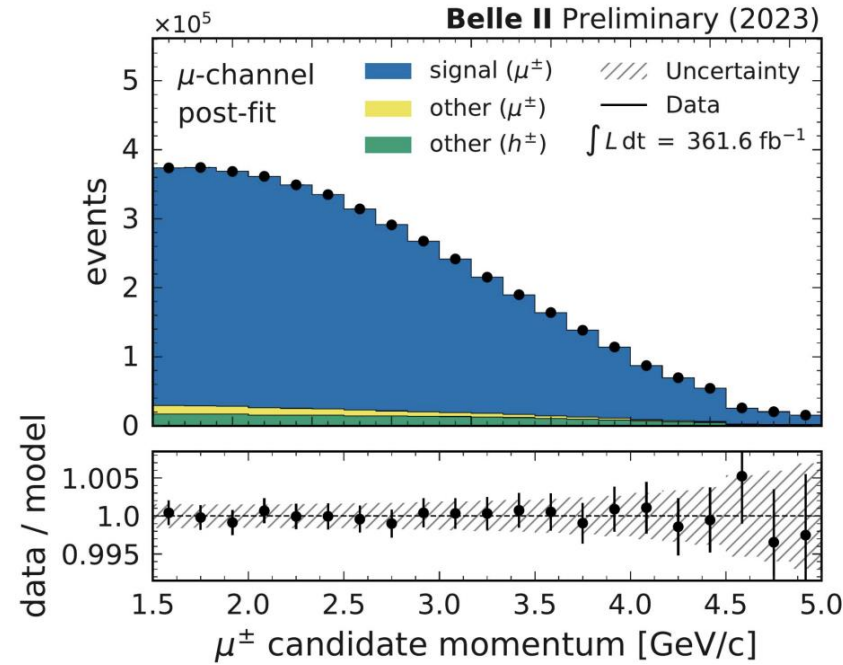 ×10⁵
Belle II Preliminary (2023)
μ-channel
post-fit
signal (μ±)
other (μ±)
other (h±)
Uncertainty
Data
∫ L dt = 361.6 fb⁻¹
events
5
4
3
2
1
0
data / model
1.005
1.0
0.995
1.5 2.0 2.5 3.0 3.5 4.0 4.5 5.0
μ± candidate momentum [GeV/c]